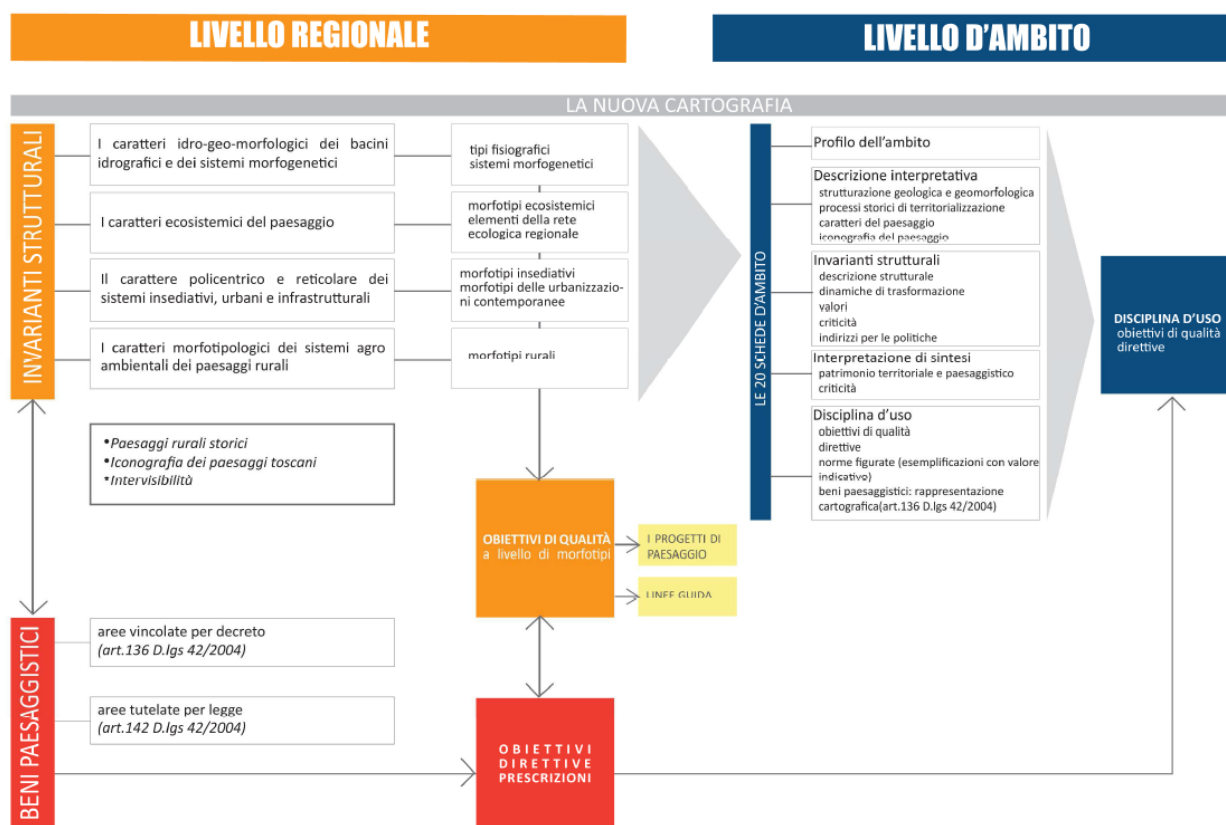 LIVELLO REGIONALE
LIVELLO D'AMBITO
LA NUOVA CARTOGRAFIA
INVARIANTI STRUTTURALI
I caratteri idro-geo-morfologici dei bacini
idrografici e dei sistemi morfogenetici
tipi fisiografici
sistemi morfogenetici
I caratteri ecosistemici del paesaggio
morfotipi ecosistemici
elementi della rete
ecologica regionale
Il carattere policentrico e reticolare dei
sistemi insediativi, urbani e infrastrutturali
morfotipi insediativi
morfotipi delle urbanizzazio-
ni contemporanee
I caratteri morfotipologici dei sistemi agro
ambientali dei paesaggi rurali
morfotipi rurali
•Paesaggi rurali storici
•Iconografia dei paesaggi toscani
•Intervisibilità
OBIETTIVI DI QUALITÀ
a livello di morfotipi
I PROGETTI DI
PAESAGGIO
LINEE GUIDA
BENI PAESAGGISTICI
aree vincolate per decreto
(art.136 D.lgs 42/2004)
aree tutelate per legge
(art.142 D.lgs 42/2004)
OBIETTIVI
DIRETTIVE
PRESCRIZIONI
LE 20 SCHEDE D'AMBITO
Profilo dell'ambito
Descrizione interpretativa
strutturazione geologica e geomorfologica
processi storici di territorializzazione
caratteri del paesaggio
iconografia del paesaggio
Invarianti strutturali
descrizione strutturale
dinamiche di trasformazione
valori
criticità
indirizzi per le politiche
Interpretazione di sintesi
patrimonio territoriale e paesaggistico
criticità
Disciplina d'uso
obiettivi di qualità
direttive
norme figurate (esemplificazioni con valore
indicativo)
beni paesaggistici: rappresentazione
cartografica(art.136 D.lgs 42/2004)
DISCIPLINA D'USO
obiettivi di qualità
direttive